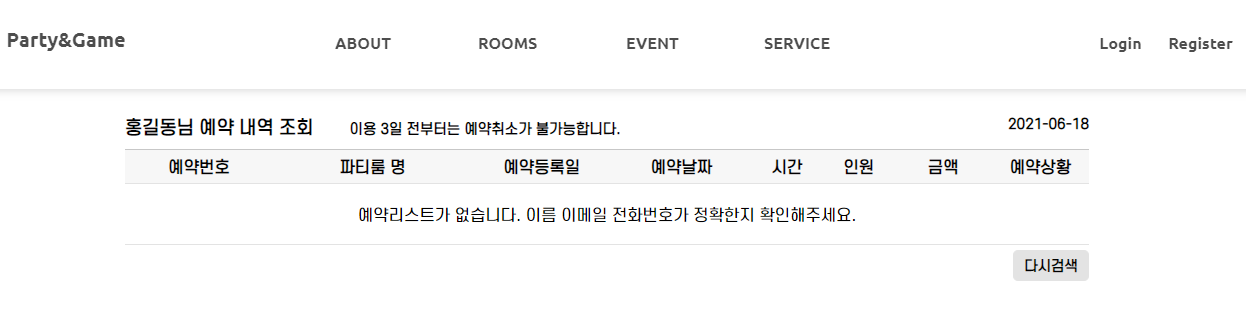 Party&Game ABOUT ROOMS EVENT SERVICE Login Register
홍길동님 예약 내역 조회 이용 3일 전부터는 예약취소가 불가능합니다. 2021-06-18
예약번호 파티룸 명 예약등록일 예약날짜 시간 인원 금액 예약상황
예약리스트가 없습니다. 이름 이메일 전화번호가 정확한지 확인해주세요.
다시검색